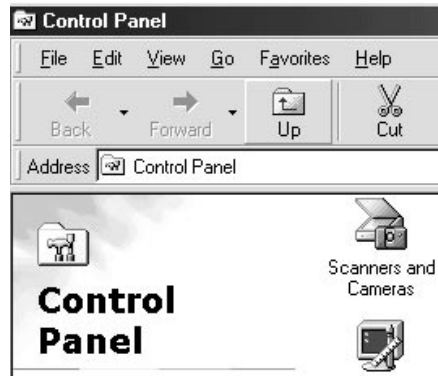 Control Panel
File Edit View Go Favorites Help
Back Forward Up Cut
Address Control Panel
Control
Panel
Scanners and
Cameras